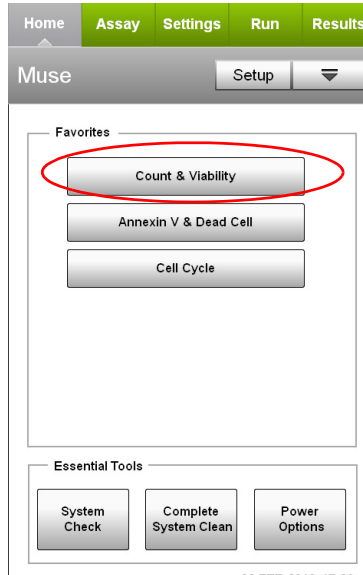 Home Assay Settings Run Results
Muse Setup
Favorites
Count & Viability
Annexin V & Dead Cell
Cell Cycle
Essential Tools
System Complete Power
Check System Clean Options